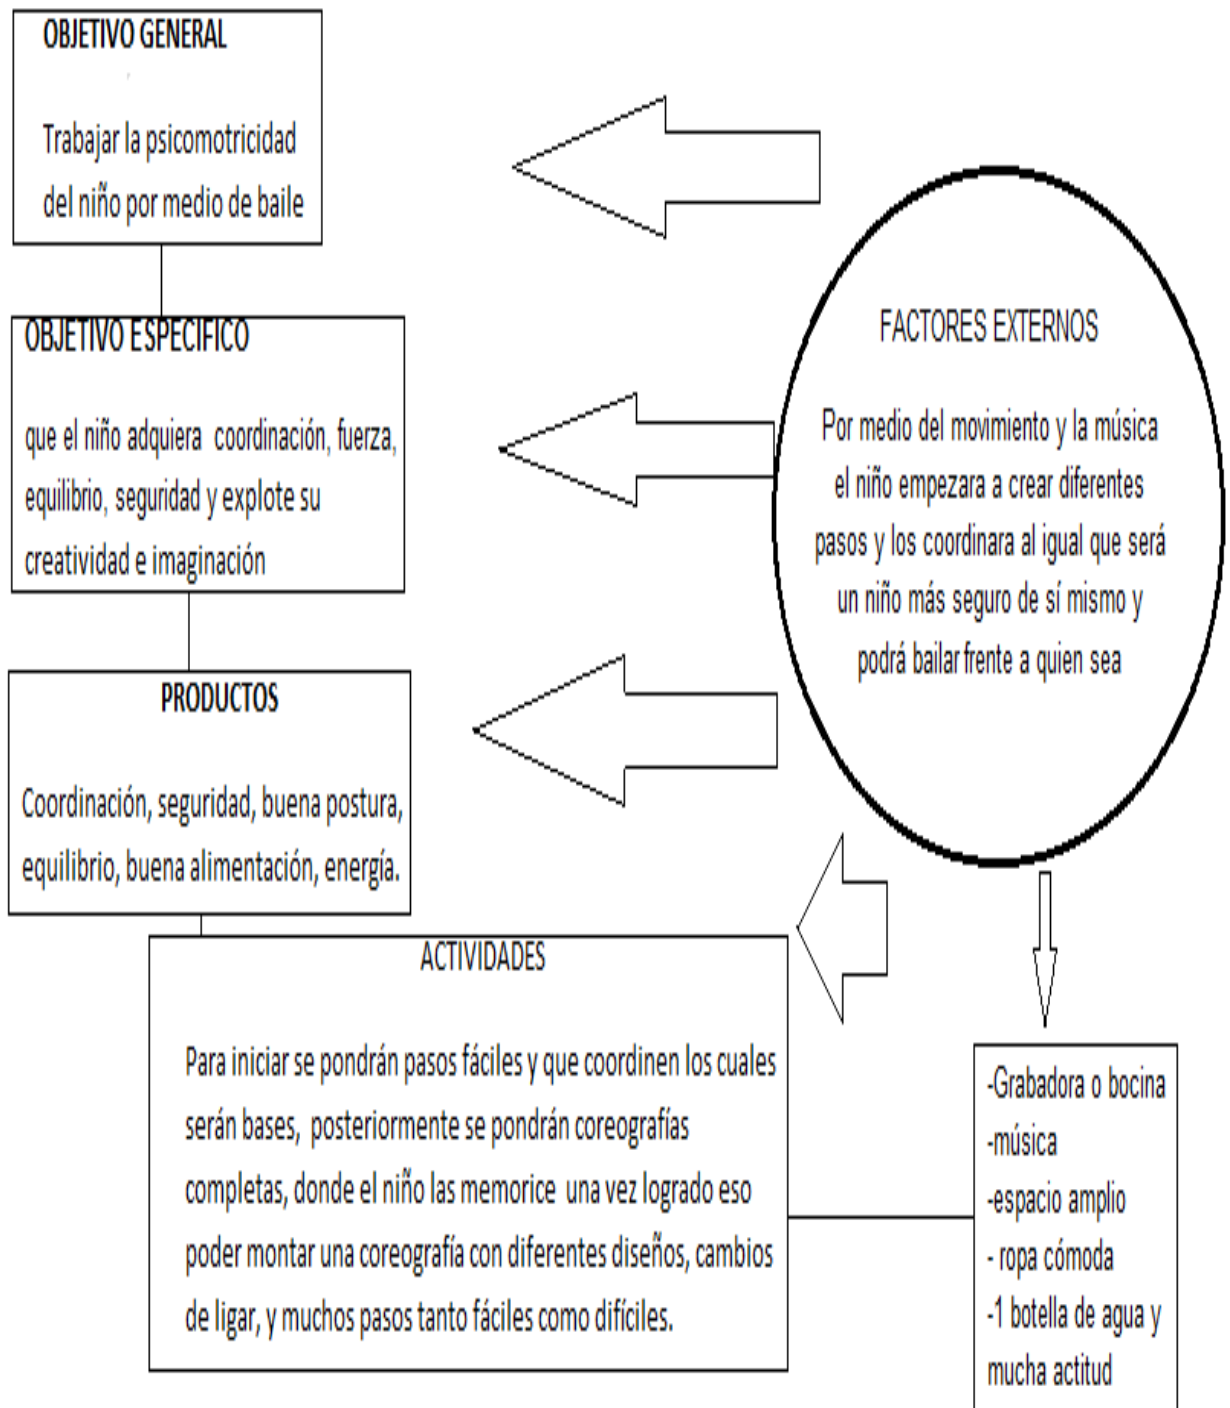 OBJETIVO GENERAL
Trabajar la psicomotricidad
del niño por medio de baile
OBJETIVO ESPECIFICO
que el niño adquiera coordinación, fuerza,
equilibrio, seguridad y explote su
creatividad e imaginación
PRODUCTOS
Coordinación, seguridad, buena postura,
equilibrio, buena alimentación, energía.
FACTORES EXTERNOS
Por medio del movimiento y la música
el niño empezara a crear diferentes
pasos y los coordinara al igual que será
un niño más seguro de sí mismo y
podrá bailar frente a quien sea
ACTIVIDADES
Para iniciar se pondrán pasos fáciles y que coordinen los cuales
serán bases, posteriormente se pondrán coreografías
completas, donde el niño las memorice una vez logrado eso
poder montar una coreografía con diferentes diseños, cambios
de ligar, y muchos pasos tanto fáciles como difíciles.
-Grabadora o bocina
-música
-espacio amplio
- ropa cómoda
-1 botella de agua y
mucha actitud